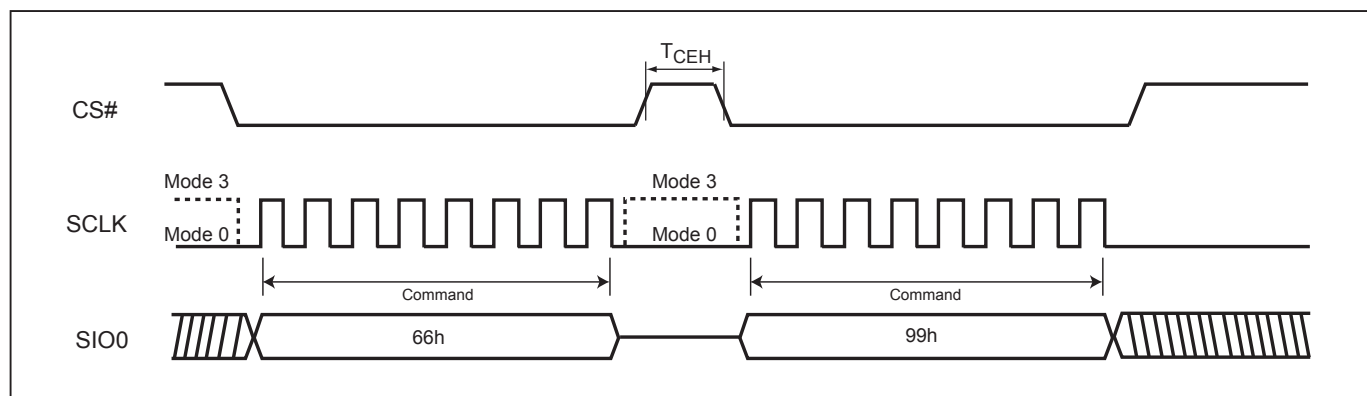 TCEH
CS#
Mode 3
Mode 3
SCLK
Mode 0
Mode 0
Command
Command
SIO0
66h
99h